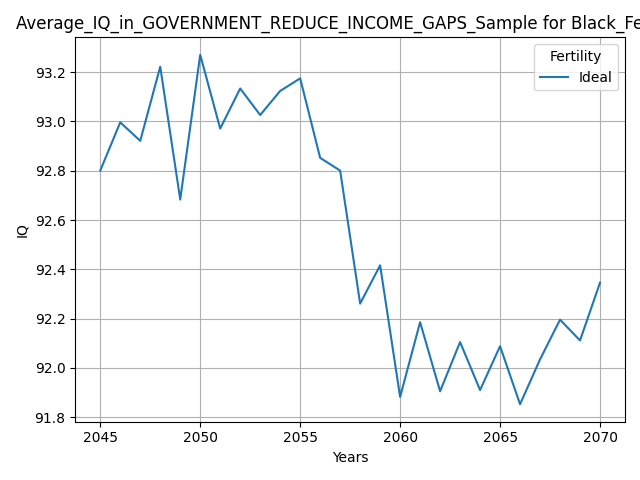 Average_IQ_in_GOVERNMENT_REDUCE_INCOME_GAPS_Sample for Black_Fe
Fertility
Ideal
93.2
93.0
92.8
92.6
92.4
92.2
92.0
91.8
IQ
2045 2050 2055 2060 2065 2070
Years